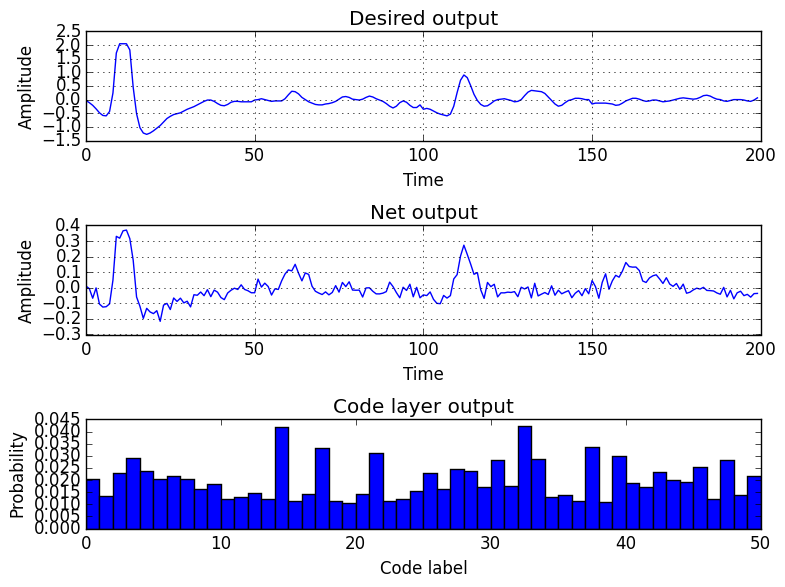 Desired output
2.5
2.0
1.5
1.0
0.5
0.0
−0.5
−1.0
−1.5
Amplitude
0 50 100 150 200
Time
Net output
0.4
0.3
0.2
0.1
0.0
−0.1
−0.2
−0.3
Amplitude
0 50 100 150 200
Time
Code layer output
0.045
0.040
0.035
0.030
0.025
0.020
0.015
0.010
0.005
0.000
Probability
0 10 20 30 40 50
Code label